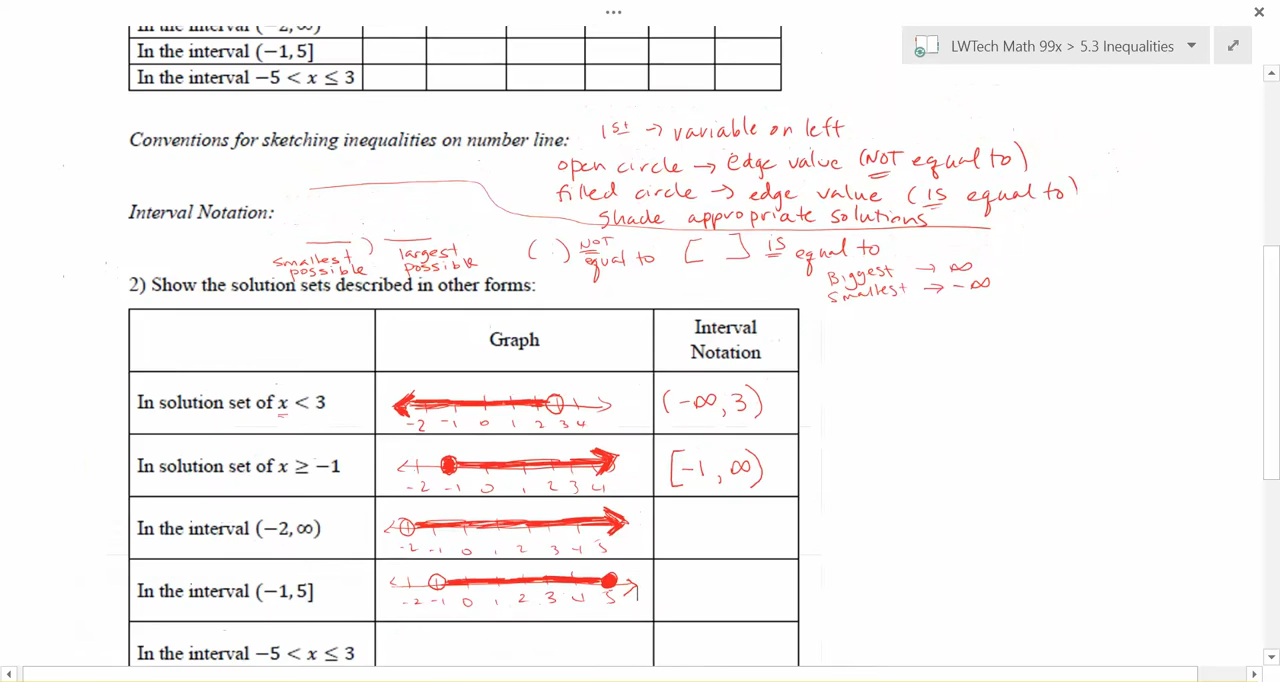 ...
LWTech Math 99x > 5.3 Inequalities
In the interval (−2, ∞)
In the interval (−1, 5]
In the interval −5 < x ≤ 3
Conventions for sketching inequalities on number line:
1st → variable on left
open circle → edge value (NOT equal to)
filled circle → edge value (IS equal to)
shade appropriate solutions
Interval Notation:
smallest possible ) largest possible
( ) NOT equal to [ ] IS equal to
Biggest → ∞
Smallest → -∞
2) Show the solution sets described in other forms:
Graph
Interval Notation
In solution set of x < 3
-2 -1 0 1 2 3 4
(-∞, 3)
In solution set of x ≥ −1
-2 -1 0 1 2 3 4
[-1, ∞)
In the interval (−2, ∞)
-2 -1 0 1 2 3 4 5
In the interval (−1, 5]
-2 -1 0 1 2 3 4 5
In the interval −5 < x ≤ 3